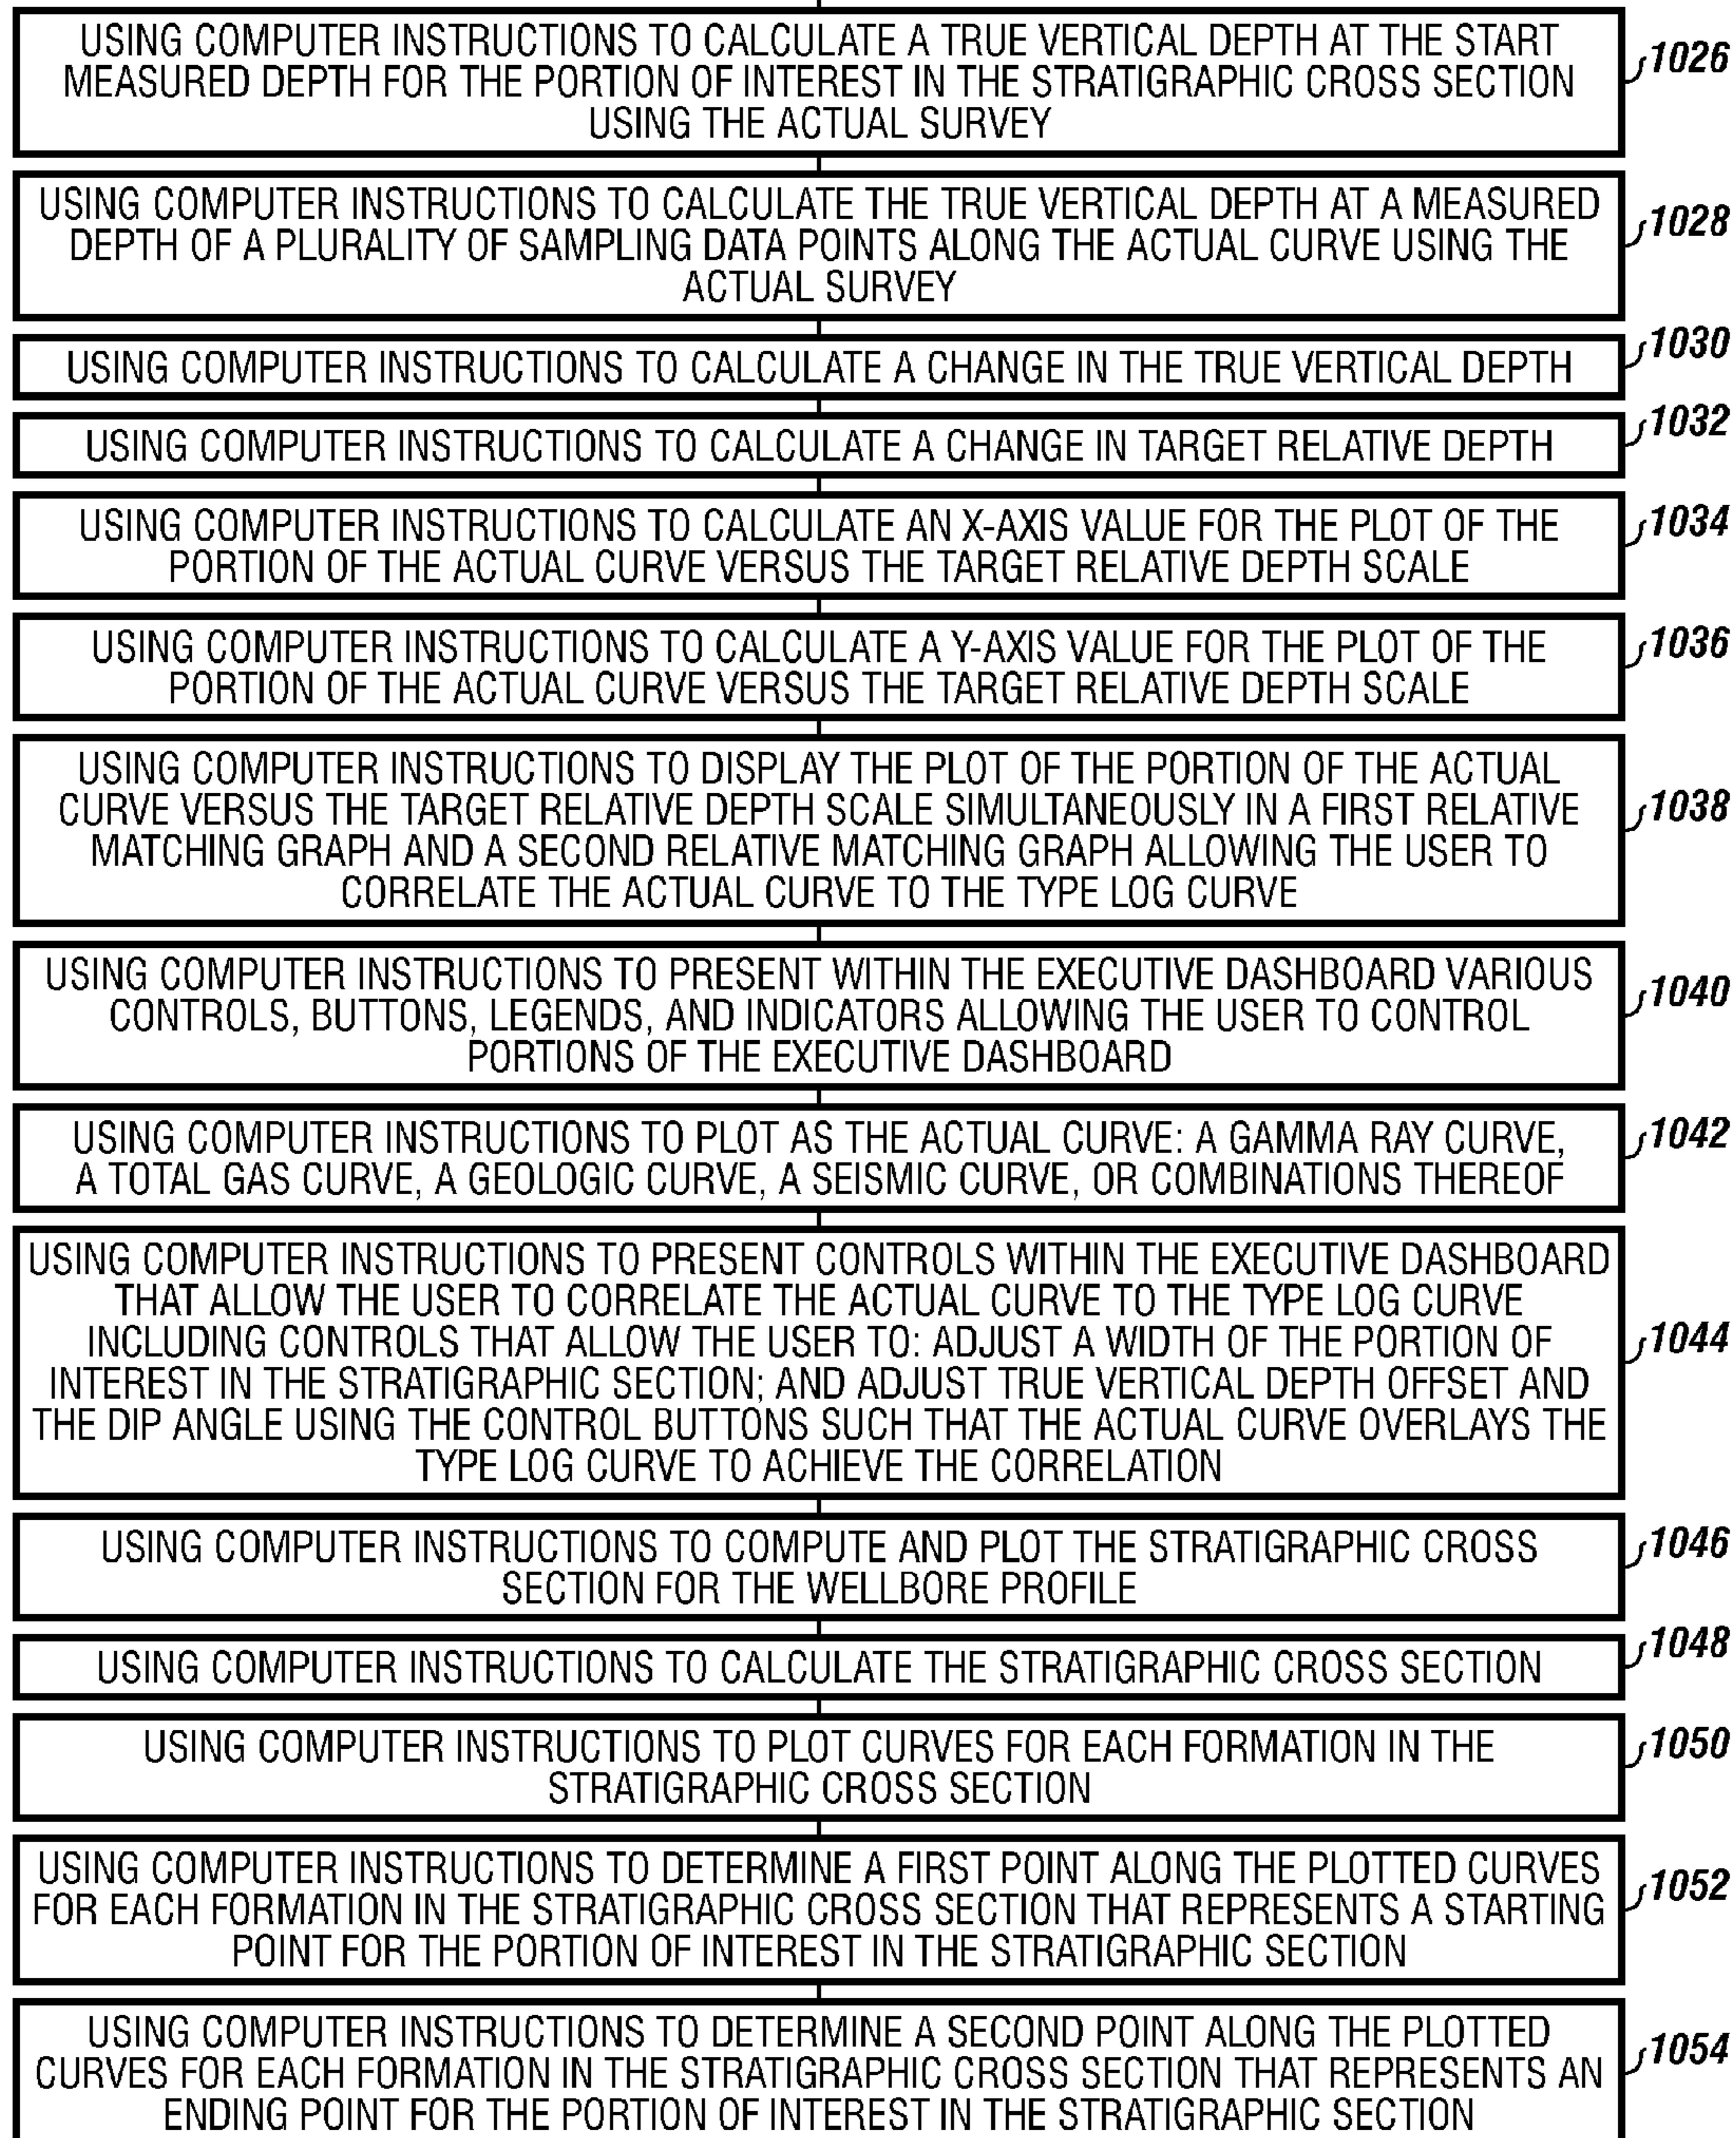 USING COMPUTER INSTRUCTIONS TO CALCULATE A TRUE VERTICAL DEPTH AT THE START
MEASURED DEPTH FOR THE PORTION OF INTEREST IN THE STRATIGRAPHIC CROSS SECTION
USING THE ACTUAL SURVEY
1026
USING COMPUTER INSTRUCTIONS TO CALCULATE THE TRUE VERTICAL DEPTH AT A MEASURED
DEPTH OF A PLURALITY OF SAMPLING DATA POINTS ALONG THE ACTUAL CURVE USING THE
ACTUAL SURVEY
1028
USING COMPUTER INSTRUCTIONS TO CALCULATE A CHANGE IN THE TRUE VERTICAL DEPTH
1030
USING COMPUTER INSTRUCTIONS TO CALCULATE A CHANGE IN TARGET RELATIVE DEPTH
1032
USING COMPUTER INSTRUCTIONS TO CALCULATE AN X-AXIS VALUE FOR THE PLOT OF THE
PORTION OF THE ACTUAL CURVE VERSUS THE TARGET RELATIVE DEPTH SCALE
1034
USING COMPUTER INSTRUCTIONS TO CALCULATE A Y-AXIS VALUE FOR THE PLOT OF THE
PORTION OF THE ACTUAL CURVE VERSUS THE TARGET RELATIVE DEPTH SCALE
1036
USING COMPUTER INSTRUCTIONS TO DISPLAY THE PLOT OF THE PORTION OF THE ACTUAL
CURVE VERSUS THE TARGET RELATIVE DEPTH SCALE SIMULTANEOUSLY IN A FIRST RELATIVE
MATCHING GRAPH AND A SECOND RELATIVE MATCHING GRAPH ALLOWING THE USER TO
CORRELATE THE ACTUAL CURVE TO THE TYPE LOG CURVE
1038
USING COMPUTER INSTRUCTIONS TO PRESENT WITHIN THE EXECUTIVE DASHBOARD VARIOUS
CONTROLS, BUTTONS, LEGENDS, AND INDICATORS ALLOWING THE USER TO CONTROL
PORTIONS OF THE EXECUTIVE DASHBOARD
1040
USING COMPUTER INSTRUCTIONS TO PLOT AS THE ACTUAL CURVE: A GAMMA RAY CURVE,
A TOTAL GAS CURVE, A GEOLOGIC CURVE, A SEISMIC CURVE, OR COMBINATIONS THEREOF
1042
USING COMPUTER INSTRUCTIONS TO PRESENT CONTROLS WITHIN THE EXECUTIVE DASHBOARD
THAT ALLOW THE USER TO CORRELATE THE ACTUAL CURVE TO THE TYPE LOG CURVE
INCLUDING CONTROLS THAT ALLOW THE USER TO: ADJUST A WIDTH OF THE PORTION OF
INTEREST IN THE STRATIGRAPHIC SECTION; AND ADJUST TRUE VERTICAL DEPTH OFFSET AND
THE DIP ANGLE USING THE CONTROL BUTTONS SUCH THAT THE ACTUAL CURVE OVERLAYS THE
TYPE LOG CURVE TO ACHIEVE THE CORRELATION
1044
USING COMPUTER INSTRUCTIONS TO COMPUTE AND PLOT THE STRATIGRAPHIC CROSS
SECTION FOR THE WELLBORE PROFILE
1046
USING COMPUTER INSTRUCTIONS TO CALCULATE THE STRATIGRAPHIC CROSS SECTION
1048
USING COMPUTER INSTRUCTIONS TO PLOT CURVES FOR EACH FORMATION IN THE
STRATIGRAPHIC CROSS SECTION
1050
USING COMPUTER INSTRUCTIONS TO DETERMINE A FIRST POINT ALONG THE PLOTTED CURVES
FOR EACH FORMATION IN THE STRATIGRAPHIC CROSS SECTION THAT REPRESENTS A STARTING
POINT FOR THE PORTION OF INTEREST IN THE STRATIGRAPHIC SECTION
1052
USING COMPUTER INSTRUCTIONS TO DETERMINE A SECOND POINT ALONG THE PLOTTED
CURVES FOR EACH FORMATION IN THE STRATIGRAPHIC CROSS SECTION THAT REPRESENTS AN
ENDING POINT FOR THE PORTION OF INTEREST IN THE STRATIGRAPHIC SECTION
1054